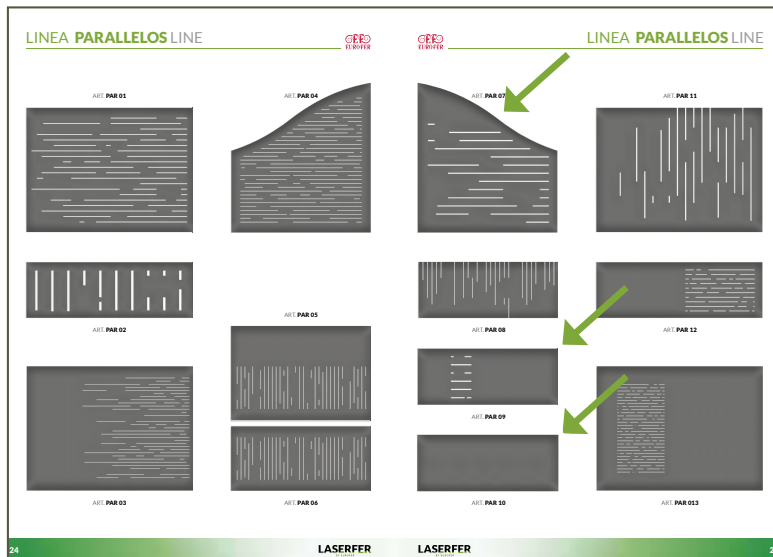 LINEA PARALLELOS LINE
EUROFER
EUROFER
LINEA PARALLELOS LINE
ART. PAR 01
ART. PAR 04
ART. PAR 07
ART. PAR 11
ART. PAR 02
ART. PAR 05
ART. PAR 08
ART. PAR 12
ART. PAR 09
ART. PAR 03
ART. PAR 06
ART. PAR 10
ART. PAR 013
24
LASERFER
LASERFER